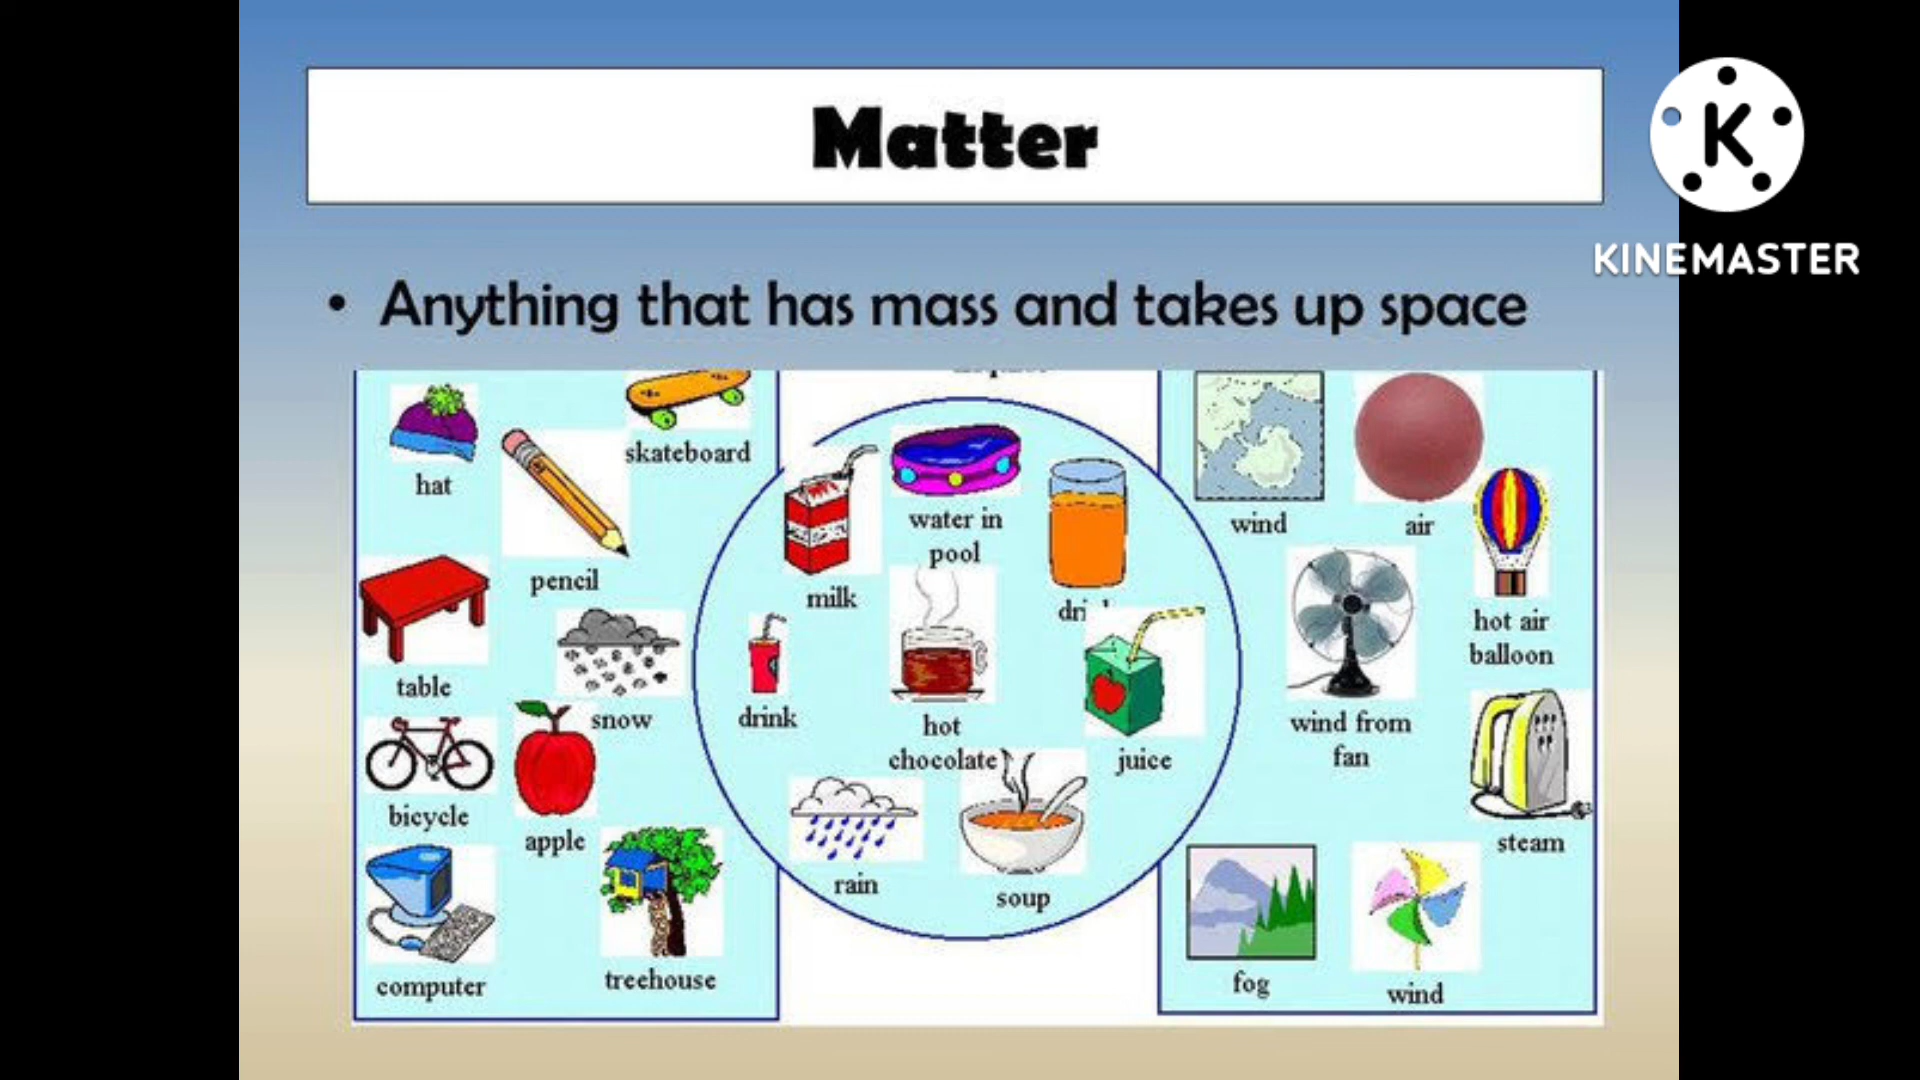 Matter
K
KINEMASTER
• Anything that has mass and takes up space
skateboard
hat
pencil
table
snow
bicycle
apple
computer
treehouse
water in
pool
milk
drink
hot
chocolate
juice
rain
soup
wind
air
hot air
balloon
wind from
fan
steam
fog
wind